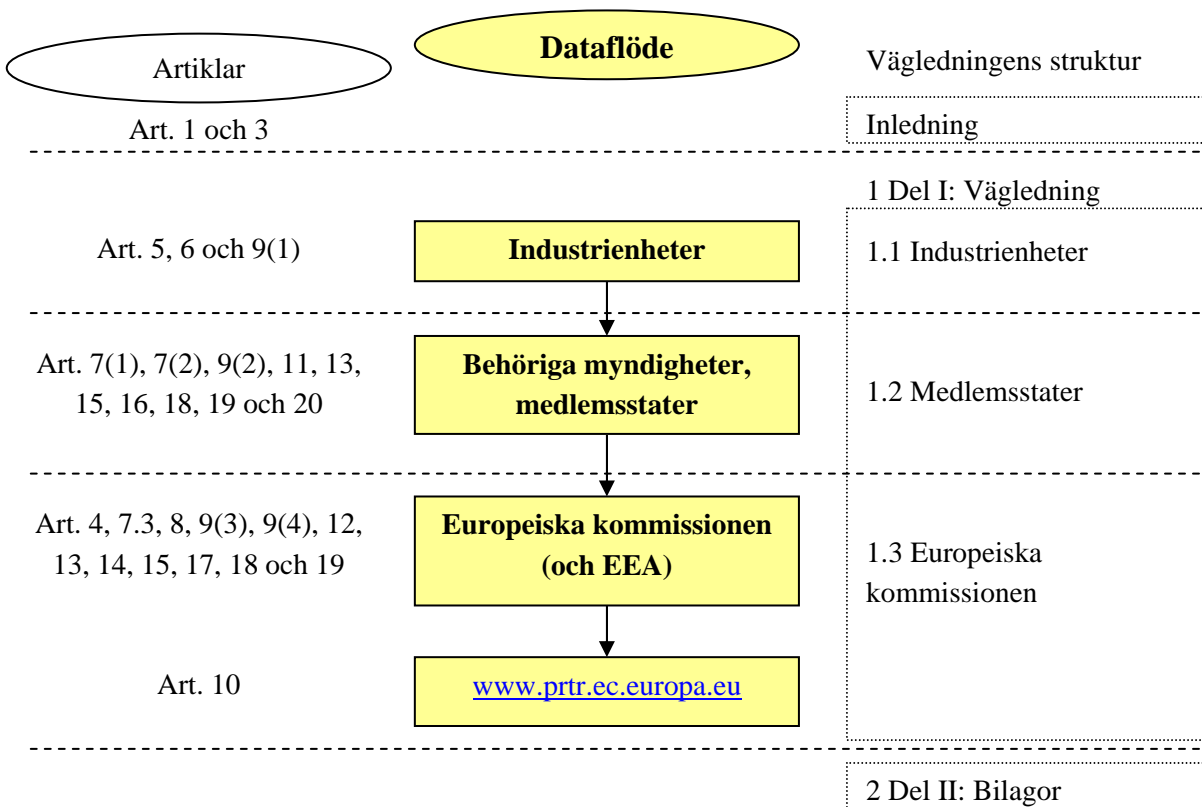 Artiklar
Dataflöde
Vägledningens struktur
Art. 1 och 3
Inledning
1 Del I: Vägledning
Art. 5, 6 och 9(1)
Industrienheter
1.1 Industrienheter
Art. 7(1), 7(2), 9(2), 11, 13,
15, 16, 18, 19 och 20
Behöriga myndigheter,
medlemsstater
1.2 Medlemsstater
Art. 4, 7.3, 8, 9(3), 9(4), 12,
13, 14, 15, 17, 18 och 19
Europeiska kommissionen
(och EEA)
1.3 Europeiska
kommissionen
Art. 10
www.prtr.ec.europa.eu
2 Del II: Bilagor